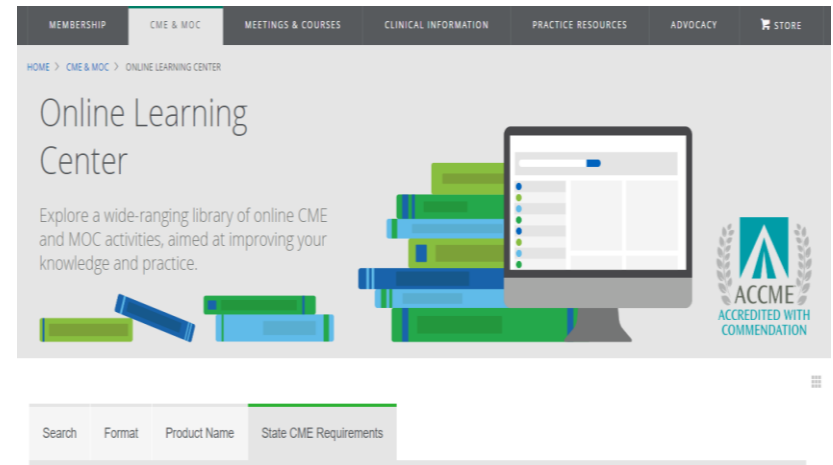 MEMBERSHIP CME & MOC MEETINGS & COURSES CLINICAL INFORMATION PRACTICE RESOURCES ADVOCACY STORE
HOME > CME & MOC > ONLINE LEARNING CENTER
Online Learning
Center
Explore a wide-ranging library of online CME
and MOC activities, aimed at improving your
knowledge and practice.
ACCME
ACCREDITED WITH
COMMENDATION
Search Format Product Name State CME Requirements